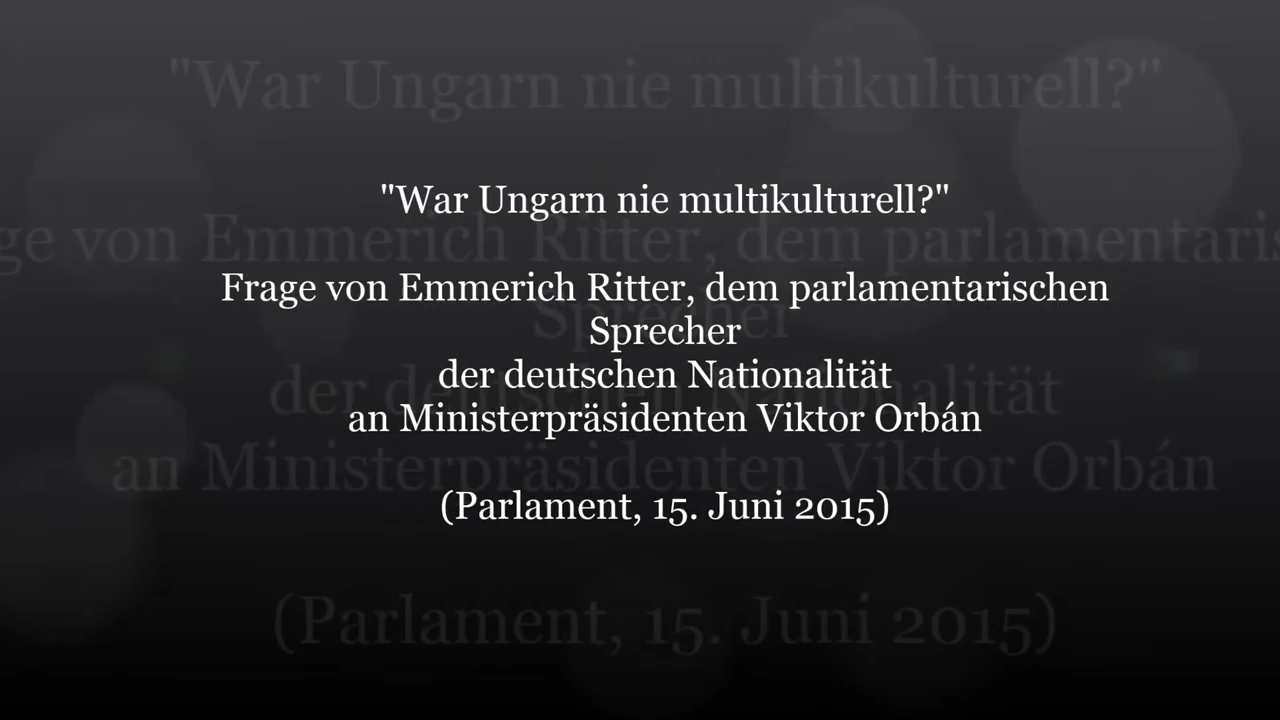 "War Ungarn nie multikulturell?"
Frage von Emmerich Ritter, dem parlamentarischen
Sprecher
der deutschen Nationalität
an Ministerpräsidenten Viktor Orbán
(Parlament, 15. Juni 2015)